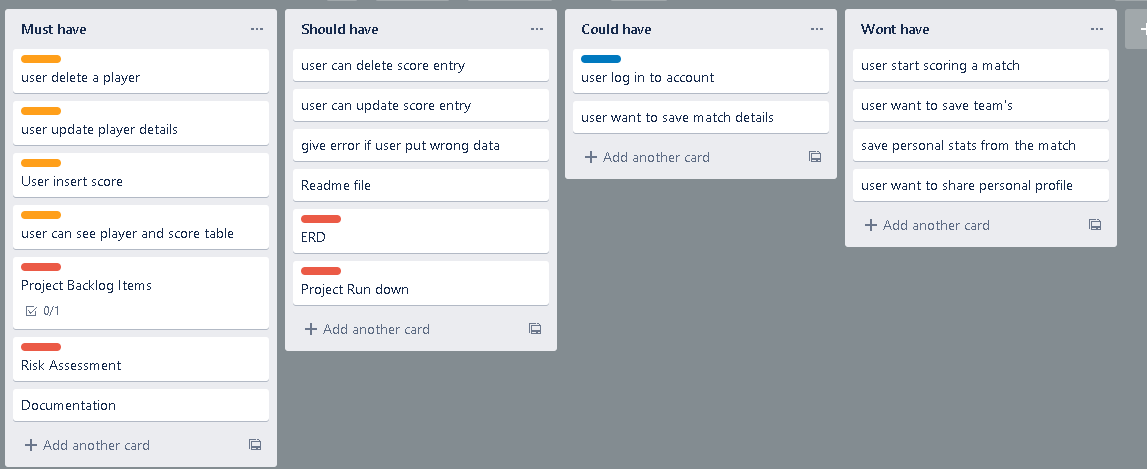 Must have
user delete a player
user update player details
User insert score
user can see player and score table
Project Backlog Items
0/1
Risk Assessment
Documentation
Add another card
Should have
user can delete score entry
user can update score entry
give error if user put wrong data
Readme file
ERD
Project Run down
Add another card
Could have
user log in to account
user want to save match details
Add another card
Wont have
user start scoring a match
user want to save team's
save personal stats from the match
user want to share personal profile
Add another card